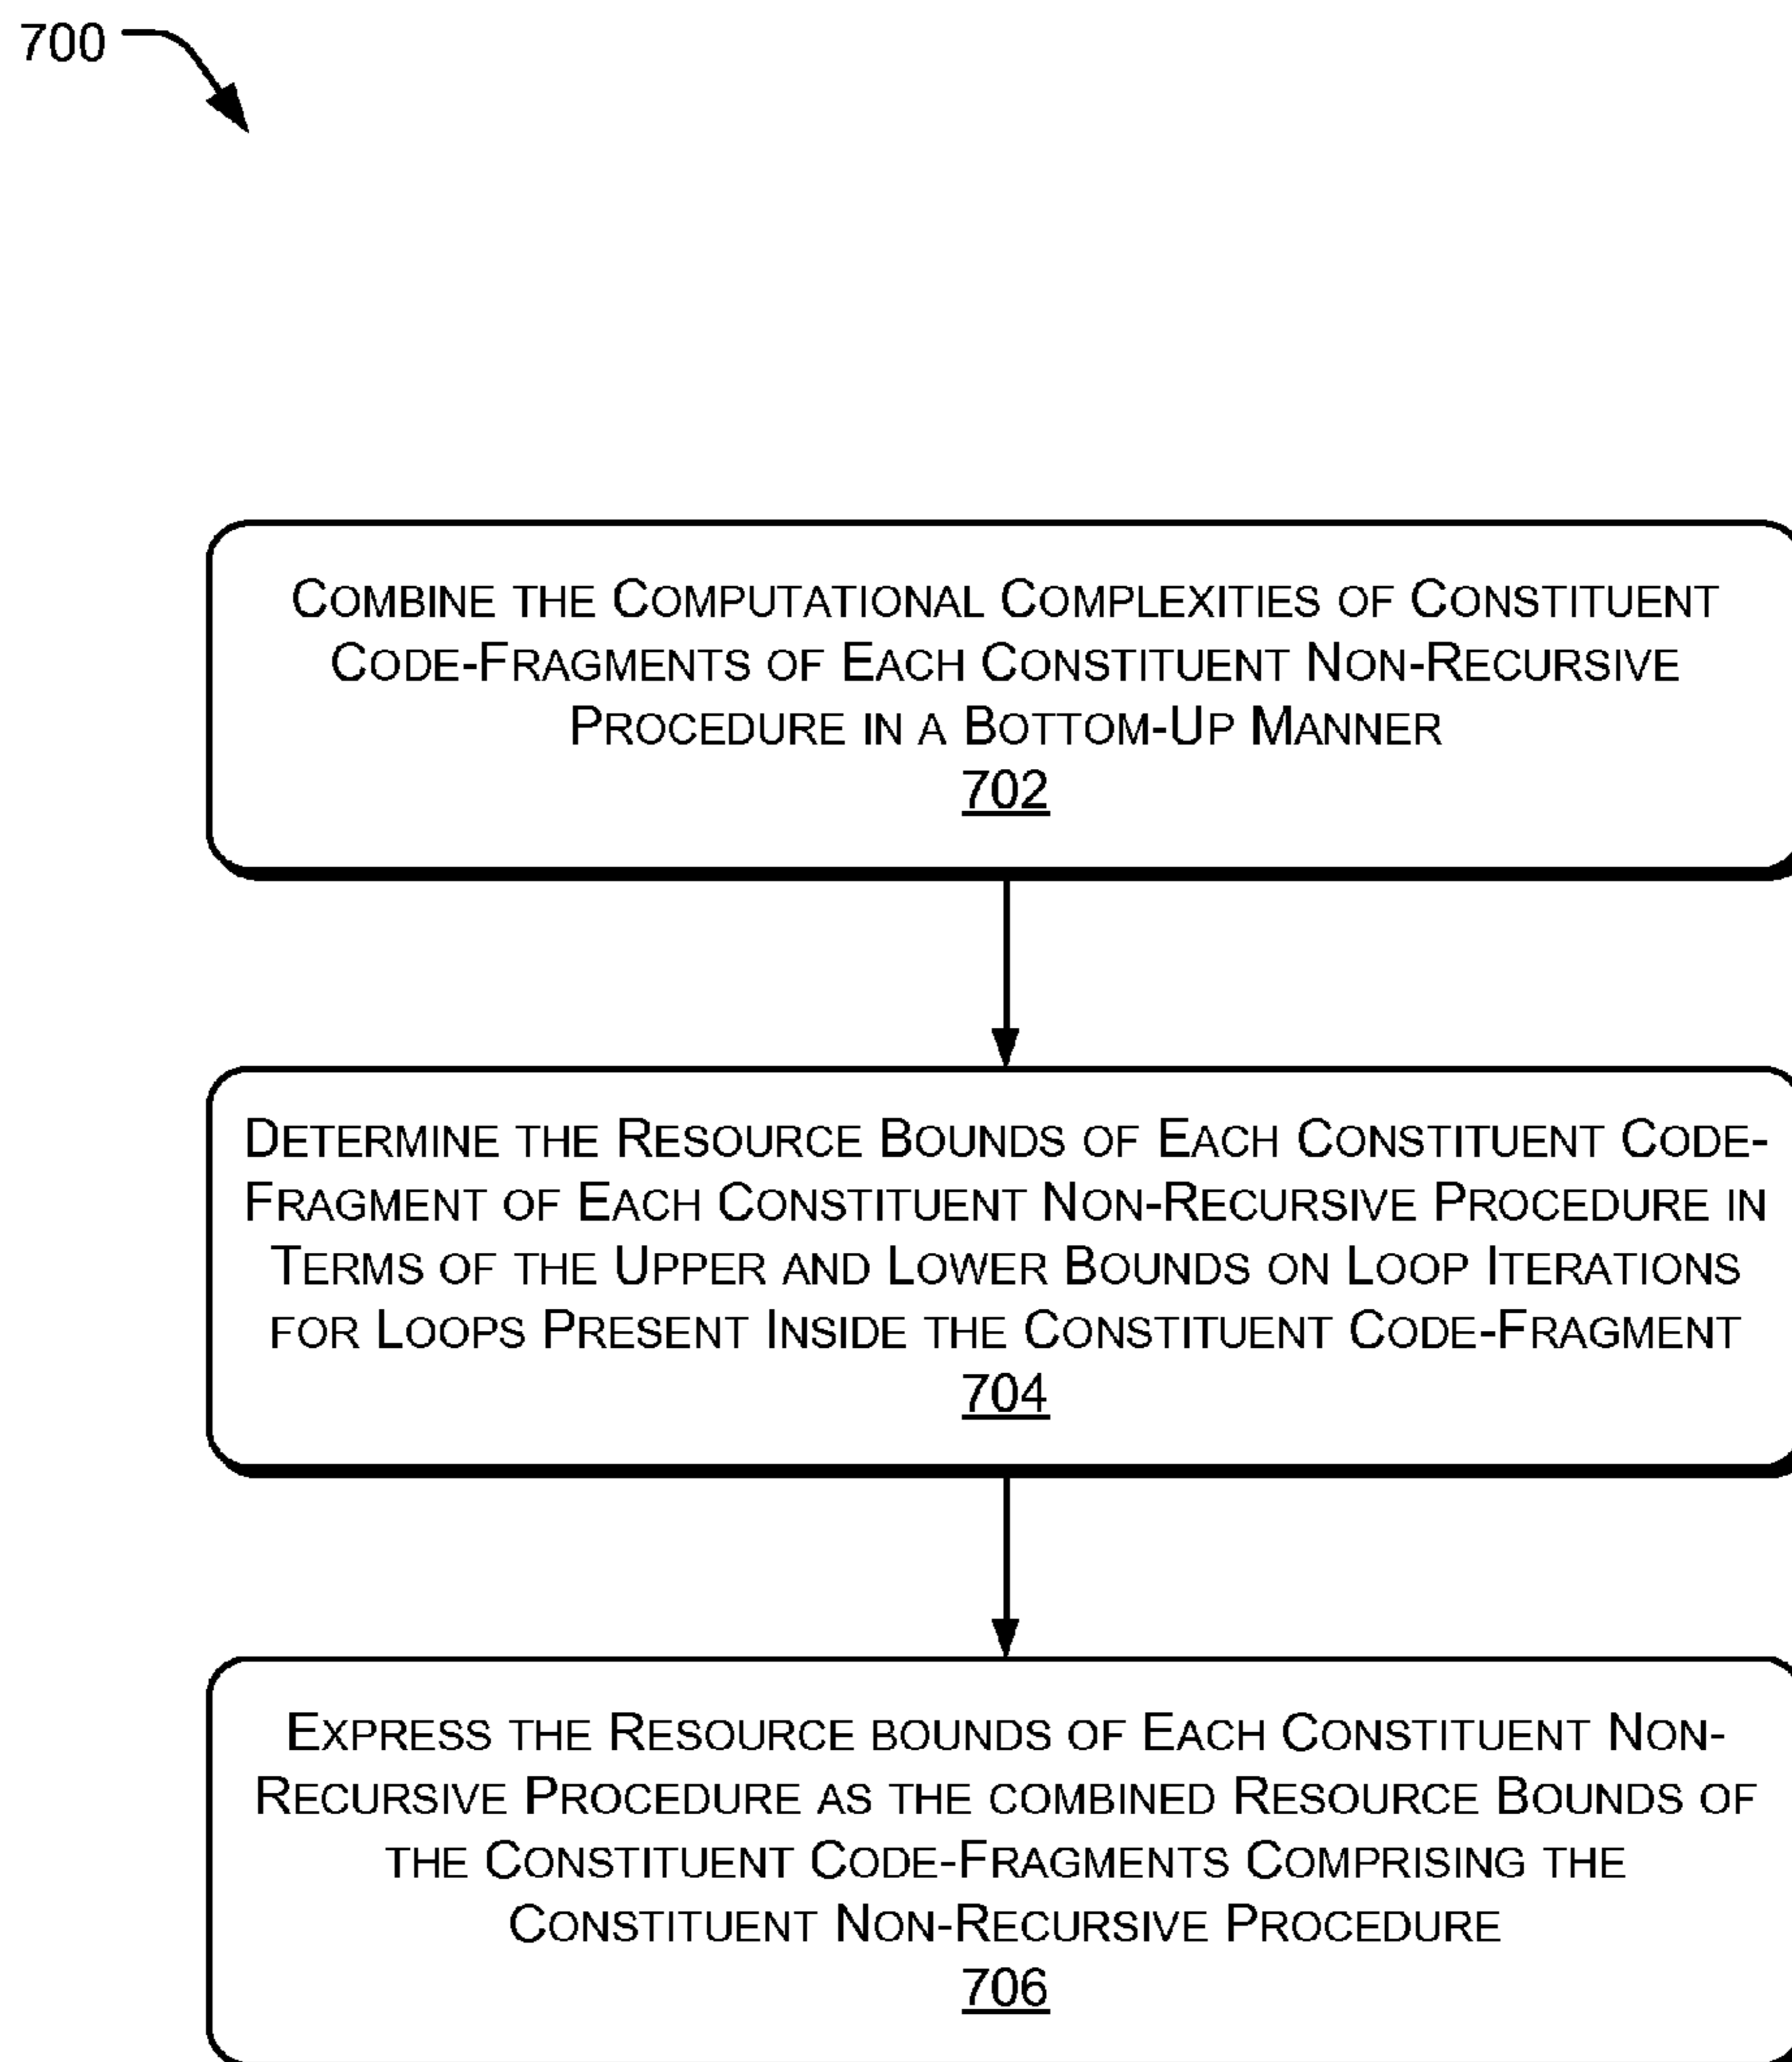 700
COMBINE THE COMPUTATIONAL COMPLEXITIES OF CONSTITUENT
CODE-FRAGMENTS OF EACH CONSTITUENT NON-RECURSIVE
PROCEDURE IN A BOTTOM-UP MANNER
702
DETERMINE THE RESOURCE BOUNDS OF EACH CONSTITUENT CODE-
FRAGMENT OF EACH CONSTITUENT NON-RECURSIVE PROCEDURE IN
TERMS OF THE UPPER AND LOWER BOUNDS ON LOOP ITERATIONS
FOR LOOPS PRESENT INSIDE THE CONSTITUENT CODE-FRAGMENT
704
EXPRESS THE RESOURCE BOUNDS OF EACH CONSTITUENT NON-
RECURSIVE PROCEDURE AS THE COMBINED RESOURCE BOUNDS OF
THE CONSTITUENT CODE-FRAGMENTS COMPRISING THE
CONSTITUENT NON-RECURSIVE PROCEDURE
706